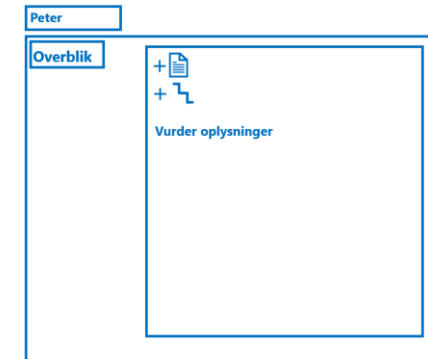 Peter
Overblik
+
+
Vurder oplysninger